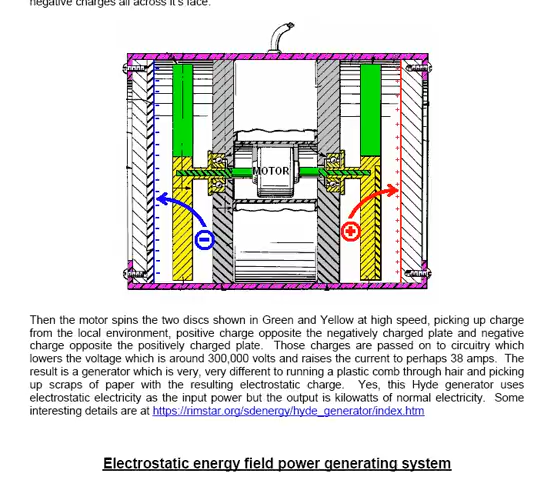 negative charges all across it's face.
MOTOR
Then the motor spins the two discs shown in Green and Yellow at high speed, picking up charge
from the local environment, positive charge opposite the negatively charged plate and negative
charge opposite the positively charged plate. Those charges are passed on to circuitry which
lowers the voltage which is around 300,000 volts and raises the current to perhaps 38 amps. The
result is a generator which is very, very different to running a plastic comb through hair and picking
up scraps of paper with the resulting electrostatic charge. Yes, this Hyde generator uses
electrostatic electricity as the input power but the output is kilowatts of normal electricity. Some
interesting details are at https://rimstar.org/sdenergy/hyde_generator/index.htm
Electrostatic energy field power generating system